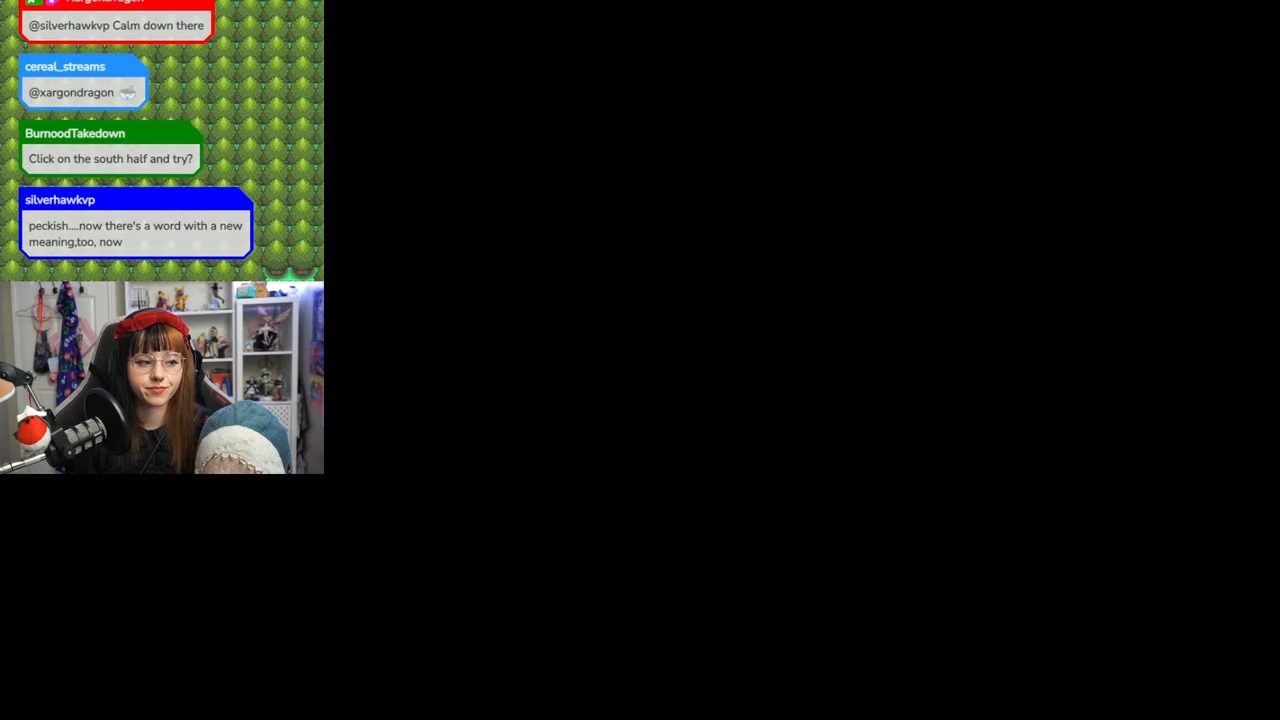 @silverhawkvp Calm down there
cereal_streams
@xargondragon
BurnoodTakedown
Click on the south half and try?
silverhawkvp
peckish....now there's a word with a new
meaning,too, now